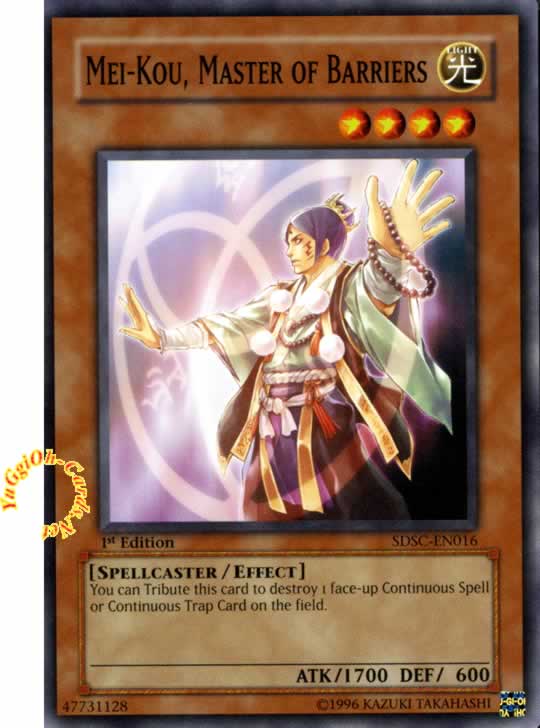 MEI-KOU, MASTER OF BARRIERS
LIGHT
光
YuGgiOh-Cards.Net
1st Edition
SDSC-EN016
[SPELLCASTER/EFFECT]
You can Tribute this card to destroy 1 face-up Continuous Spell
or Continuous Trap Card on the field.
ATK/1700 DEF/ 600
47731128
©1996 KAZUKI TAKAHASHI